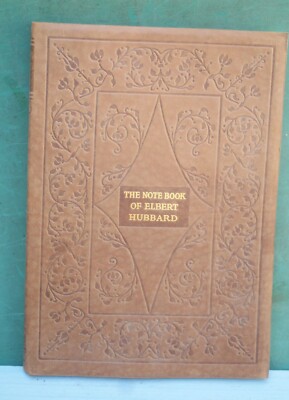 THE NOTE BOOK
OF ELBERT
HUBBARD